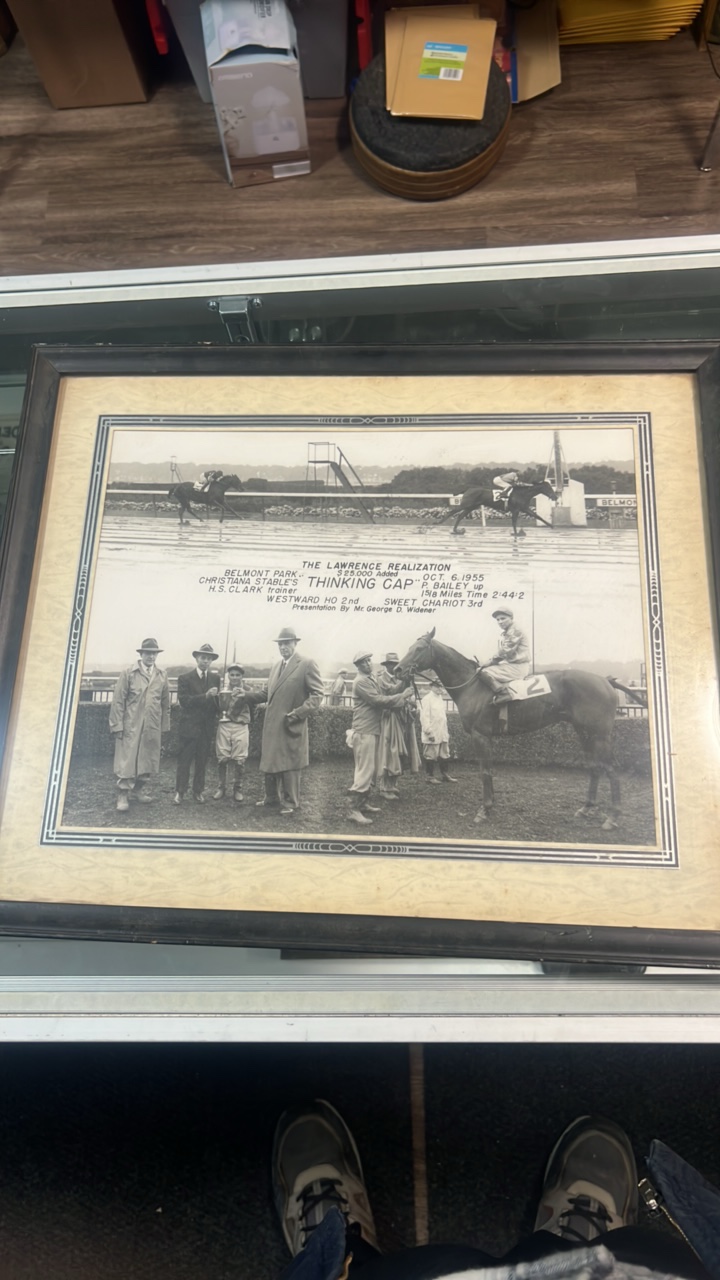 THE LAWRENCE REALIZATION
$25,000 Added
BELMONT PARK OCT. 6, 1955
CHRISTIANA STABLE'S "THINKING CAP" P. BAILEY up
H.S. CLARK trainer 1 5/8 Miles Time 2:44 2
WESTWARD HO 2nd SWEET CHARIOT 3rd
Presentation By Mr. George D. Widener
BELMO
2